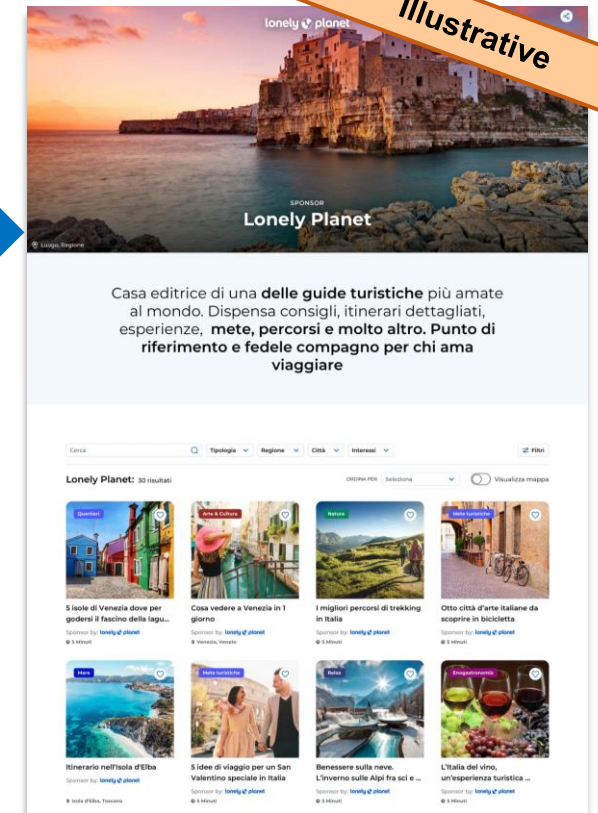 Illustrative
lonely planet
SPONSOR
Lonely Planet
Luogo, Regione
Casa editrice di una delle guide turistiche più amate
al mondo. Dispensa consigli, itinerari dettagliati,
esperienze, mete, percorsi e molto altro. Punto di
riferimento e fedele compagno per chi ama
viaggiare
Cerca Tipologia Regione Città Interessi Filtri
Lonely Planet: 30 risultati ORDINA PER Seleziona Visualizza mappa
Quartieri Arte & Cultura Natura Mete turistiche
5 isole di Venezia dove per Cosa vedere a Venezia in 1 I migliori percorsi di trekking Otto città d'arte italiane da
godersi il fascino della lagu... giorno in Italia scoprire in bicicletta
Sponsor by: lonely planet Sponsor by: lonely planet Sponsor by: lonely planet Sponsor by: lonely planet
5 Minuti Venezia, Veneto 5 Minuti 5 Minuti
Mare Mete turistiche Relax Enogastronomia
Itinerario nell'Isola d'Elba 5 idee di viaggio per un San Benessere sulla neve. L'Italia del vino,
Valentino speciale in Italia L'inverno sulle Alpi fra sci e ... un'esperienza turistica ...
Sponsor by: lonely planet Sponsor by: lonely planet Sponsor by: lonely planet Sponsor by: lonely planet
Isola d'Elba, Toscana 5 Minuti 5 Minuti 5 Minuti